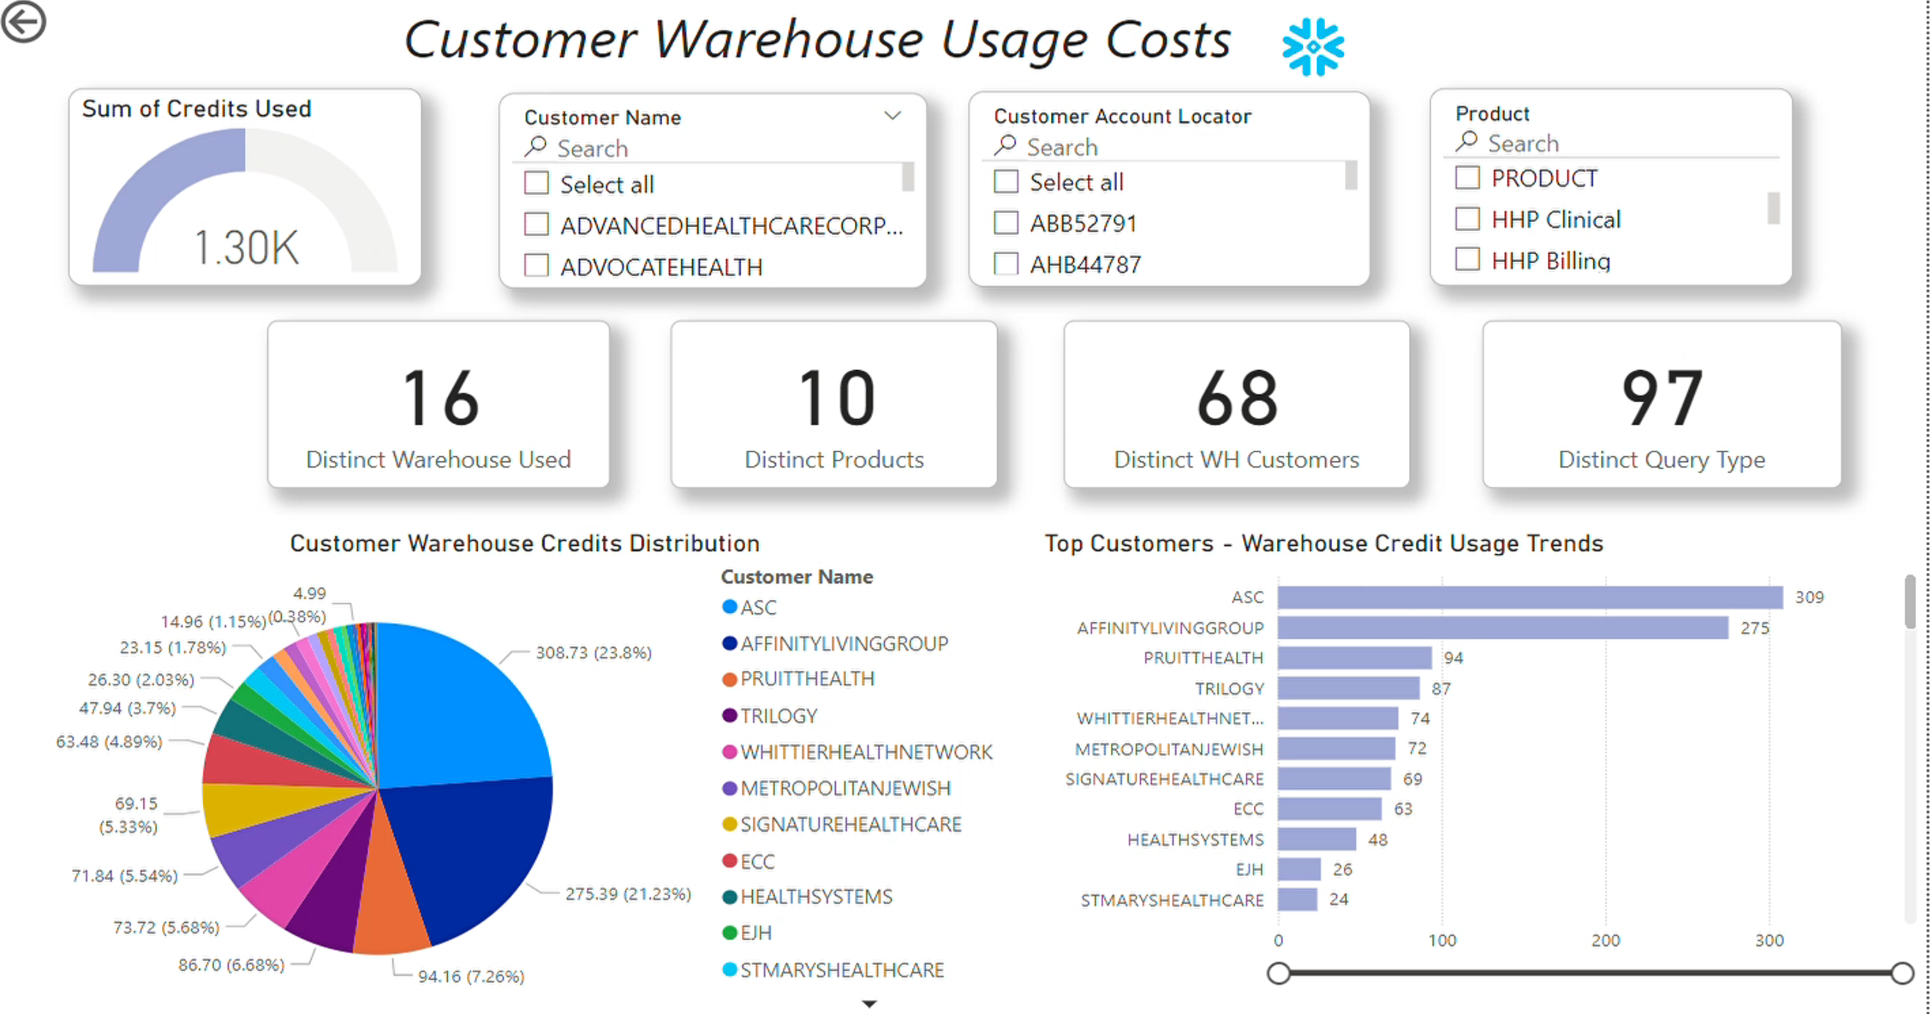 Customer Warehouse Usage Costs
Sum of Credits Used
1.30K
Customer Name
Search
Select all
ADVANCEDHEALTHCARECORP...
ADVOCATEHEALTH
Customer Account Locator
Search
Select all
ABB52791
AHB44787
Product
Search
PRODUCT
HHP Clinical
HHP Billing
16
Distinct Warehouse Used
10
Distinct Products
68
Distinct WH Customers
97
Distinct Query Type
Customer Warehouse Credits Distribution
4.99
(0.38%)
14.96 (1.15%)
23.15 (1.78%)
26.30 (2.03%)
47.94 (3.7%)
63.48 (4.89%)
69.15
(5.33%)
71.84 (5.54%)
73.72 (5.68%)
86.70 (6.68%)
94.16 (7.26%)
275.39 (21.23%)
308.73 (23.8%)
Customer Name
ASC
AFFINITYLIVINGGROUP
PRUITTHEALTH
TRILOGY
WHITTIERHEALTHNETWORK
METROPOLITANJEWISH
SIGNATUREHEALTHCARE
ECC
HEALTHSYSTEMS
EJH
STMARYSHEALTHCARE
Top Customers - Warehouse Credit Usage Trends
ASC 309
AFFINITYLIVINGGROUP 275
PRUITTHEALTH 94
TRILOGY 87
WHITTIERHEALTHNET... 74
METROPOLITANJEWISH 72
SIGNATUREHEALTHCARE 69
ECC 63
HEALTHSYSTEMS 48
EJH 26
STMARYSHEALTHCARE 24
0 100 200 300